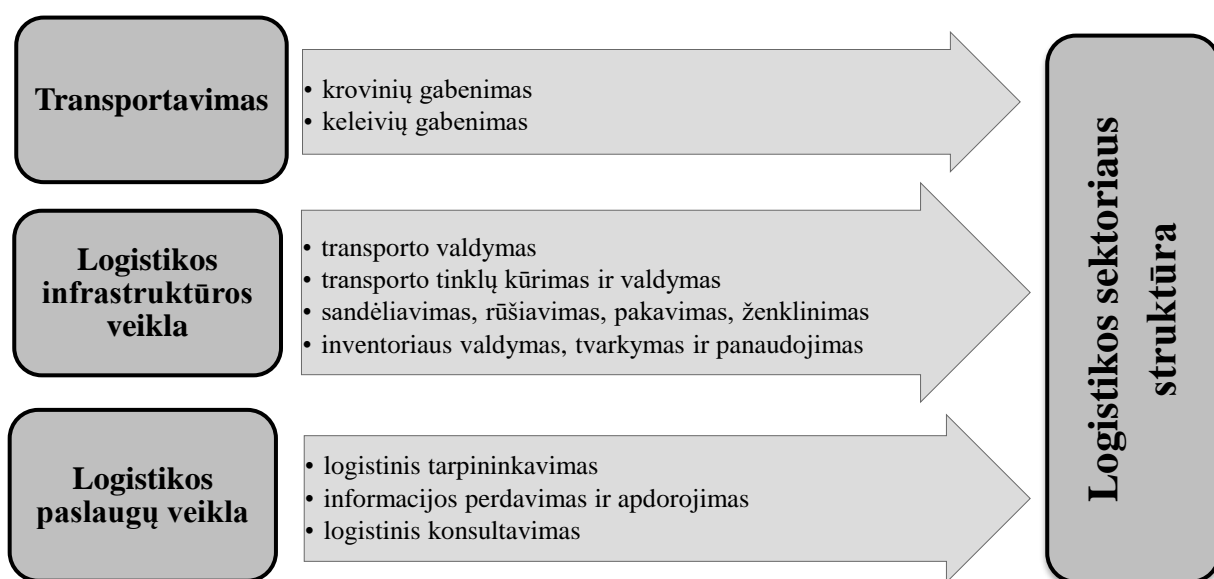 Transportavimas
• krovinių gabenimas
• keleivių gabenimas
Logistikos
infrastruktūros
veikla
• transporto valdymas
• transporto tinklų kūrimas ir valdymas
• sandėliavimas, rūšiavimas, pakavimas, ženklinimas
• inventoriaus valdymas, tvarkymas ir panaudojimas
Logistikos
paslaugų veikla
• logistinis tarpininkavimas
• informacijos perdavimas ir apdorojimas
• logistinis konsultavimas
Logistikos sektoriaus
struktūra